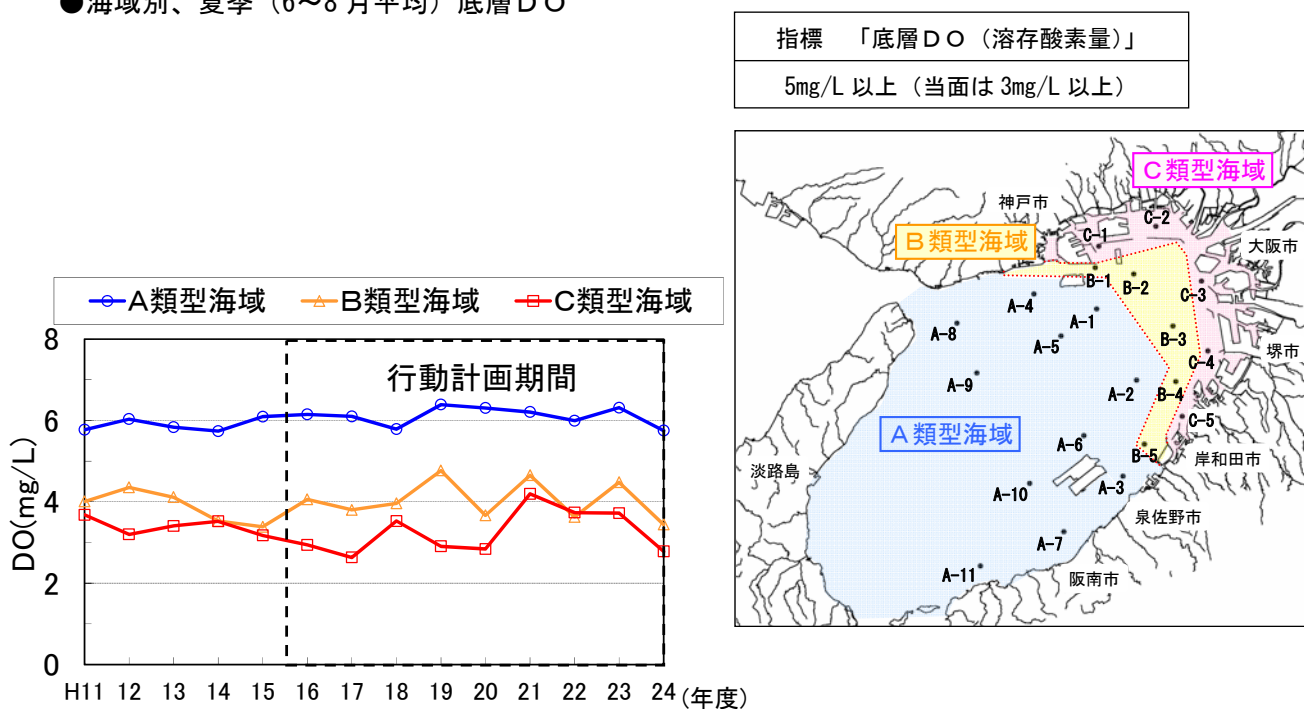 ●海域別、夏季（6～8 月平均）底層ＤＯ
指標　「底層ＤＯ（溶存酸素量）」
5mg/L 以上（当面は 3mg/L 以上）
Ａ類型海域 Ｂ類型海域 Ｃ類型海域
行動計画期間
DO(mg/L)
8
6
4
2
0
H11 12 13 14 15 16 17 18 19 20 21 22 23 24 (年度)
Ｃ類型海域
神戸市
C-2
C-1
Ｂ類型海域
大阪市
B-1
B-2
C-3
A-4
A-1
A-8
B-3
A-5
堺市
C-4
A-9
A-2
B-4
C-5
Ａ類型海域
A-6
B-5
岸和田市
淡路島
A-10
A-3
泉佐野市
A-7
A-11
阪南市